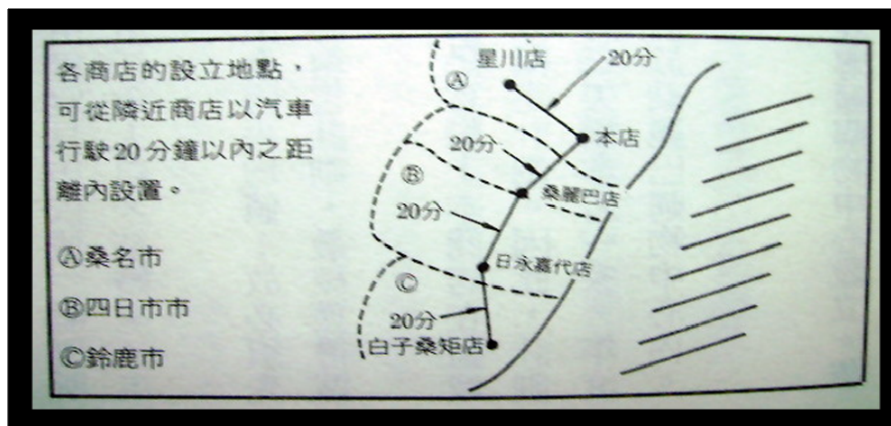 各商店的設立地點，
可從隣近商店以汽車
行駛20分鐘以內之距
離內設置。
Ⓐ桑名市
Ⓑ四日市市
Ⓒ鈴鹿市
Ⓐ
星川店
20分
本店
20分
Ⓑ
桑麗巴店
20分
日永嘉代店
Ⓒ
20分
白子桑矩店